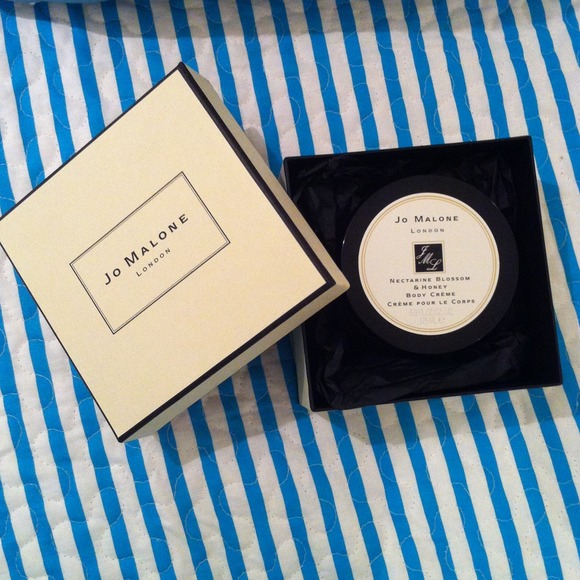 Jo Malone
London
Jo Malone
London
JML
Nectarine Blossom
& Honey
Body Crème
Crème pour le Corps